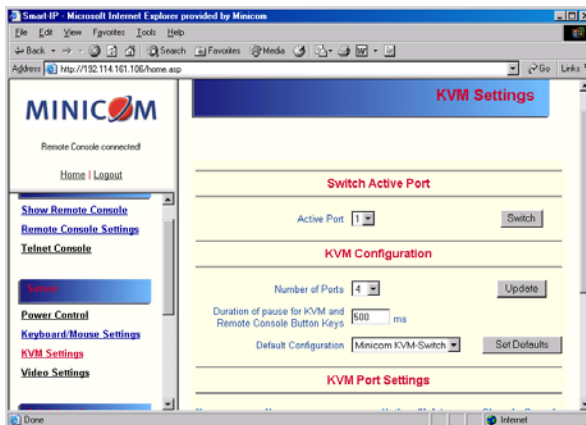 Smart-IP - Microsoft Internet Explorer provided by Minicom
File Edit View Favorites Tools Help
Back Search Favorites Media
Address http://192.114.161.106/home.asp Go Links
MINICOM
Remote Console connected!
Home | Logout
Show Remote Console
Remote Console Settings
Telnet Console
Server
Power Control
Keyboard/Mouse Settings
KVM Settings
Video Settings
KVM Settings
Switch Active Port
Active Port 1 Switch
KVM Configuration
Number of Ports 4 Update
Duration of pause for KVM and
Remote Console Button Keys 500 ms
Default Configuration Minicom KVM-Switch Set Defaults
KVM Port Settings
Done Internet